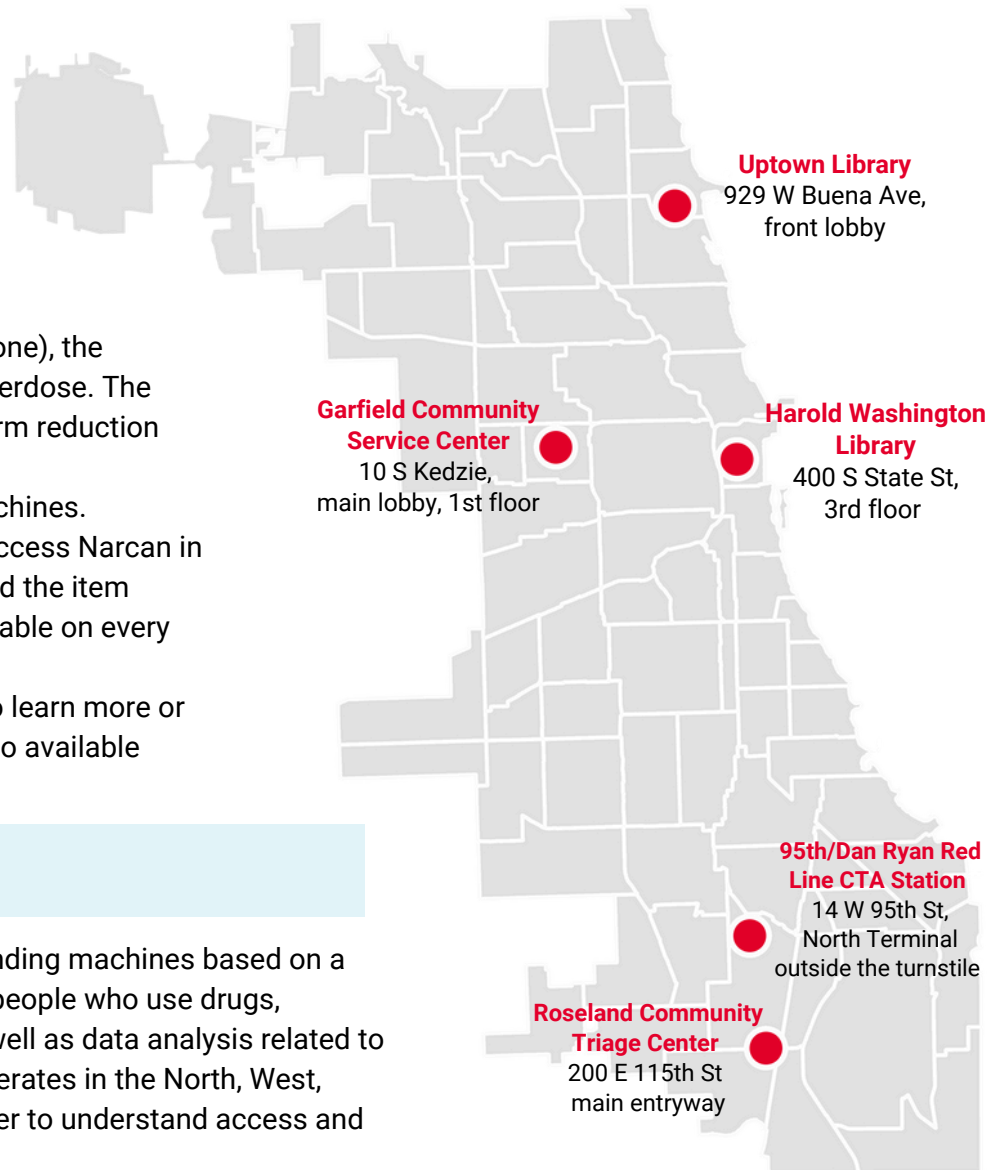 Uptown Library
929 W Buena Ave,
front lobby
one), the
erdose. The
rm reduction
chines.
ccess Narcan in
d the item
able on every
o learn more or
o available
Garfield Community
Service Center
10 S Kedzie,
main lobby, 1st floor
Harold Washington
Library
400 S State St,
3rd floor
95th/Dan Ryan Red
Line CTA Station
14 W 95th St,
North Terminal
outside the turnstile
nding machines based on a
people who use drugs,
well as data analysis related to
erates in the North, West,
er to understand access and
Roseland Community
Triage Center
200 E 115th St
main entryway